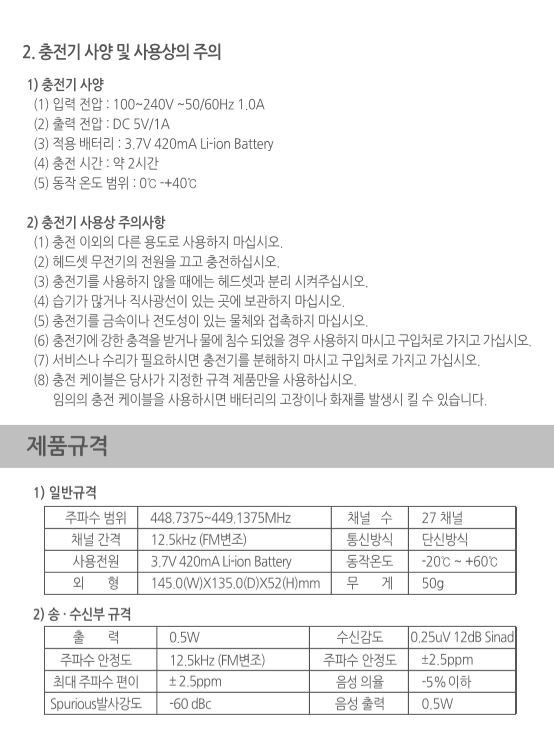 2. 충전기 사양 및 사용상의 주의
1) 충전기 사양
(1) 입력 전압 : 100~240V ~50/60Hz 1.0A
(2) 출력 전압 : DC 5V/1A
(3) 적용 배터리 : 3.7V 420mA Li-ion Battery
(4) 충전 시간 : 약 2시간
(5) 동작 온도 범위 : 0℃ -+40℃
2) 충전기 사용상 주의사항
(1) 충전 이외의 다른 용도로 사용하지 마십시오.
(2) 헤드셋 무전기의 전원을 끄고 충전하십시오.
(3) 충전기를 사용하지 않을 때에는 헤드셋과 분리 시켜주십시오.
(4) 습기가 많거나 직사광선이 있는 곳에 보관하지 마십시오.
(5) 충전기를 금속이나 전도성이 있는 물체와 접촉하지 마십시오.
(6) 충전기에 강한 충격을 받거나 물에 침수 되었을 경우 사용하지 마시고 구입처로 가지고 가십시오.
(7) 서비스나 수리가 필요하시면 충전기를 분해하지 마시고 구입처로 가지고 가십시오.
(8) 충전 케이블은 당사가 지정한 규격 제품만을 사용하십시오.
임의의 충전 케이블을 사용하시면 배터리의 고장이나 화재를 발생시 킬 수 있습니다.
제품규격
1) 일반규격
주파수 범위 448.7375~449.1375MHz 채널 수 27 채널
채널 간격 12.5kHz (FM변조) 통신방식 단신방식
사용전원 3.7V 420mA Li-ion Battery 동작온도 -20℃ ~ +60℃
외 형 145.0(W)X135.0(D)X52(H)mm 무 게 50g
2) 송 · 수신부 규격
출 력 0.5W 수신감도 0.25uV 12dB Sinad
주파수 안정도 12.5kHz (FM변조) 주파수 안정도 ±2.5ppm
최대 주파수 편이 ± 2.5ppm 음성 의율 -5% 이하
Spurious발사강도 -60 dBc 음성 출력 0.5W